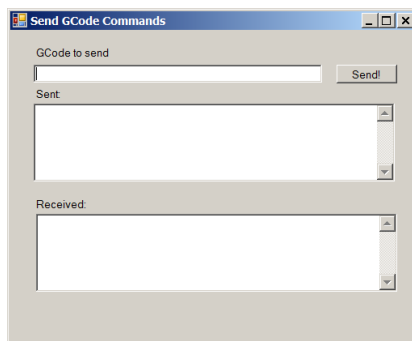 Send GCode Commands
GCode to send
Send!
Sent:
Received: